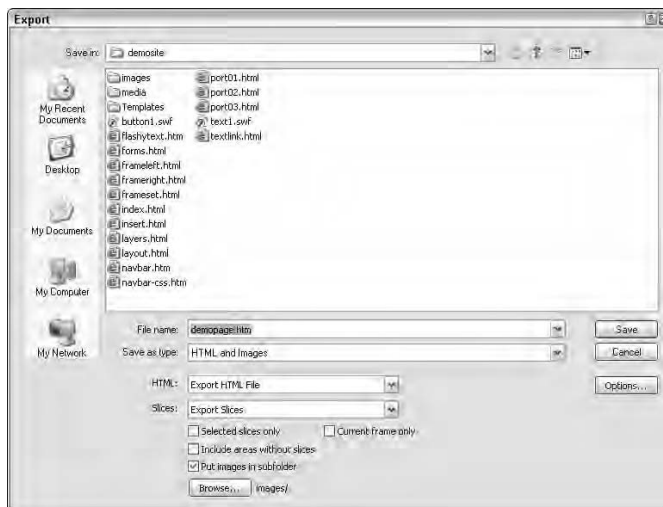 Export
Save in: demosite
My Recent Documents
Desktop
My Documents
My Computer
My Network
images
media
Templates
button1.swf
flashytext.htm
forms.html
frameleft.html
frameright.html
frameset.html
index.html
insert.html
layers.html
layout.html
navbar.htm
navbar-css.htm
port01.html
port02.html
port03.html
text1.swf
textlink.html
File name: demopage.htm
Save
Save as type: HTML and Images
Cancel
HTML: Export HTML File
Options...
Slices: Export Slices
Selected slices only Current frame only
Include areas without slices
Put images in subfolder
Browse... images/